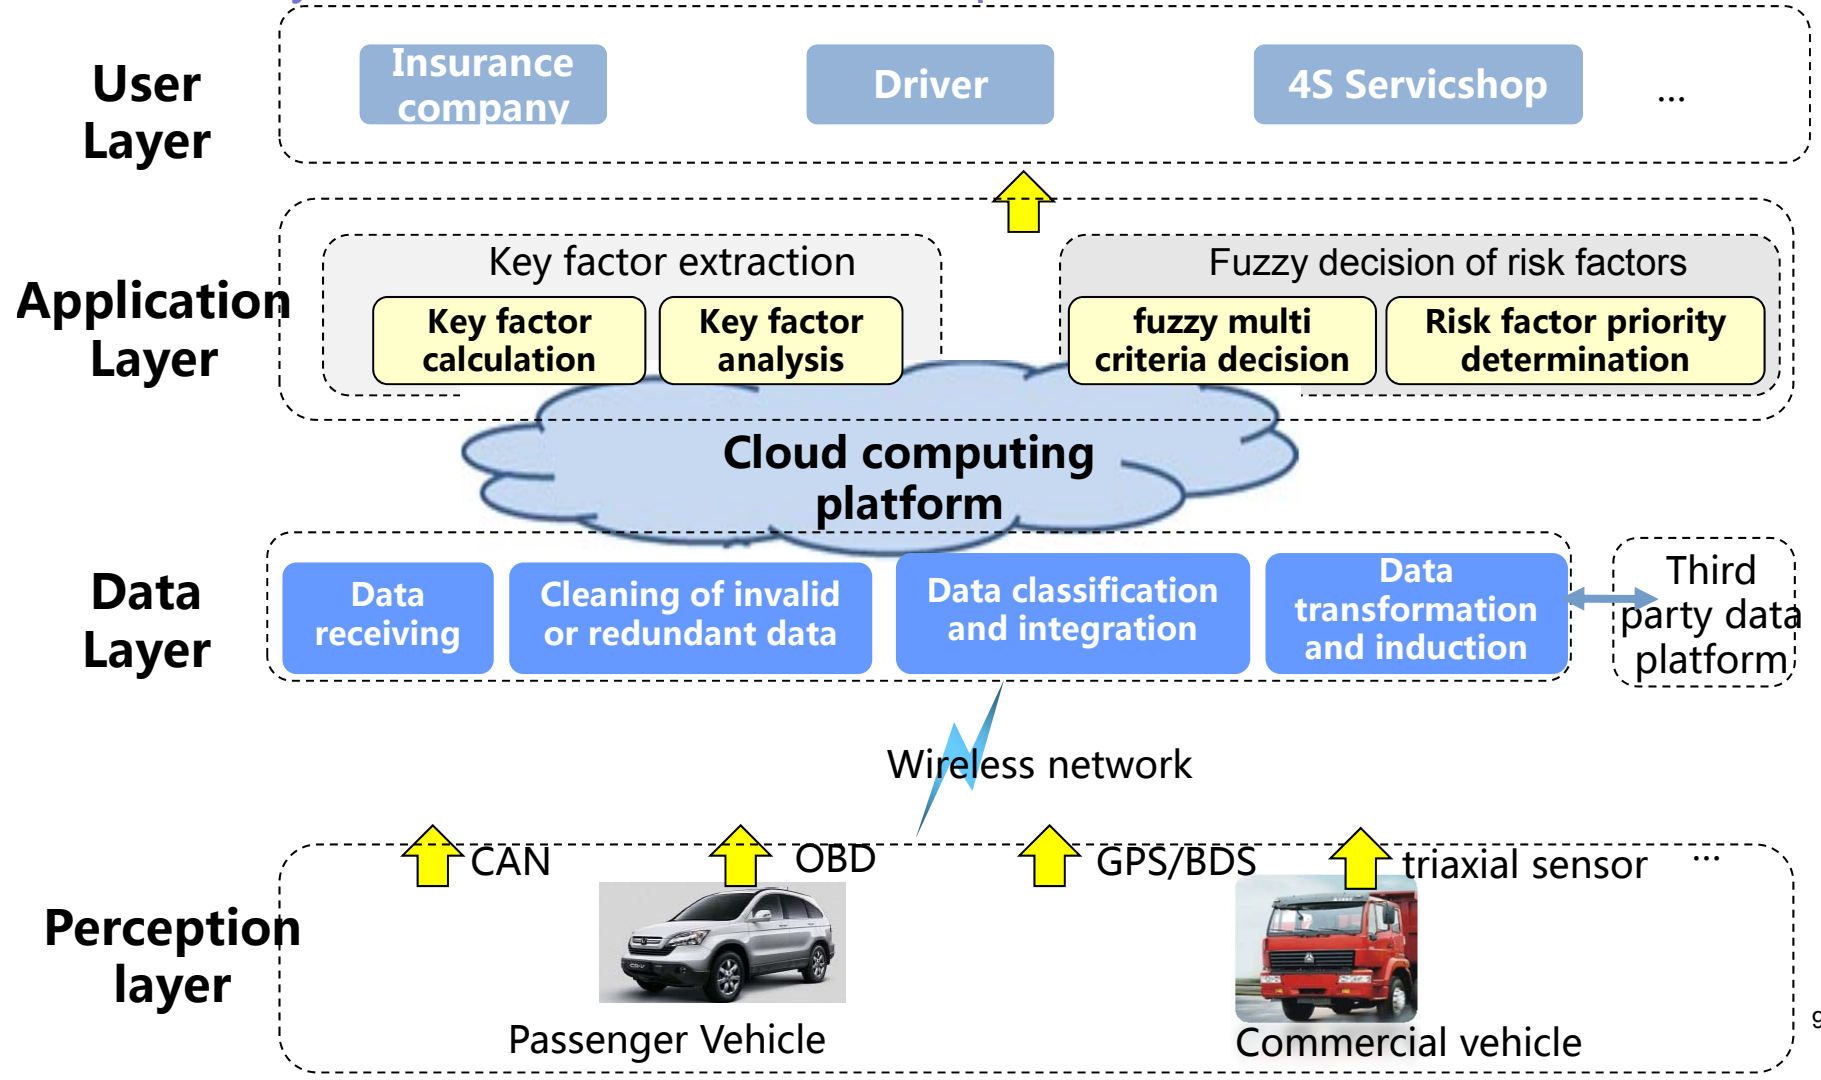 User
Layer
Insurance
company
Driver
4S Servicshop
...
Application
Layer
Key factor extraction
Key factor
calculation
Key factor
analysis
Fuzzy decision of risk factors
fuzzy multi
criteria decision
Risk factor priority
determination
Cloud computing
platform
Data
Layer
Data
receiving
Cleaning of invalid
or redundant data
Data classification
and integration
Data
transformation
and induction
Third
party data
platform
Wireless network
CAN
OBD
GPS/BDS
triaxial sensor
...
Perception
layer
Passenger Vehicle
Commercial vehicle
9